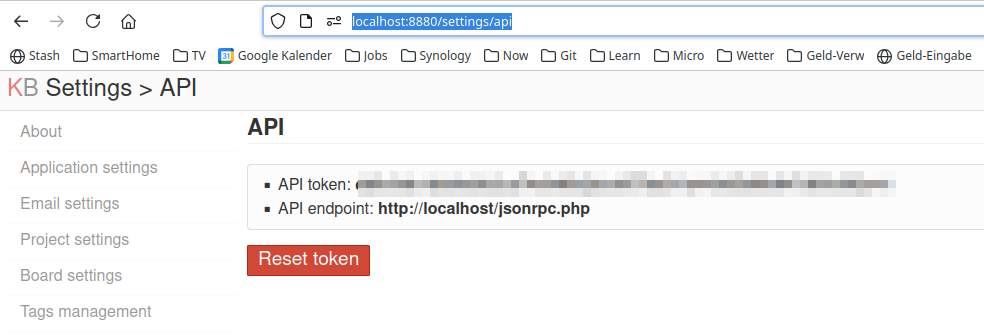 localhost:8880/settings/api
Stash SmartHome TV 31 Google Kalender Jobs Synology Now Git Learn Micro Wetter Geld-Verw Geld-Eingabe
KB Settings > API
About
Application settings
Email settings
Project settings
Board settings
Tags management
API
▪ API token:
▪ API endpoint: http://localhost/jsonrpc.php
Reset token